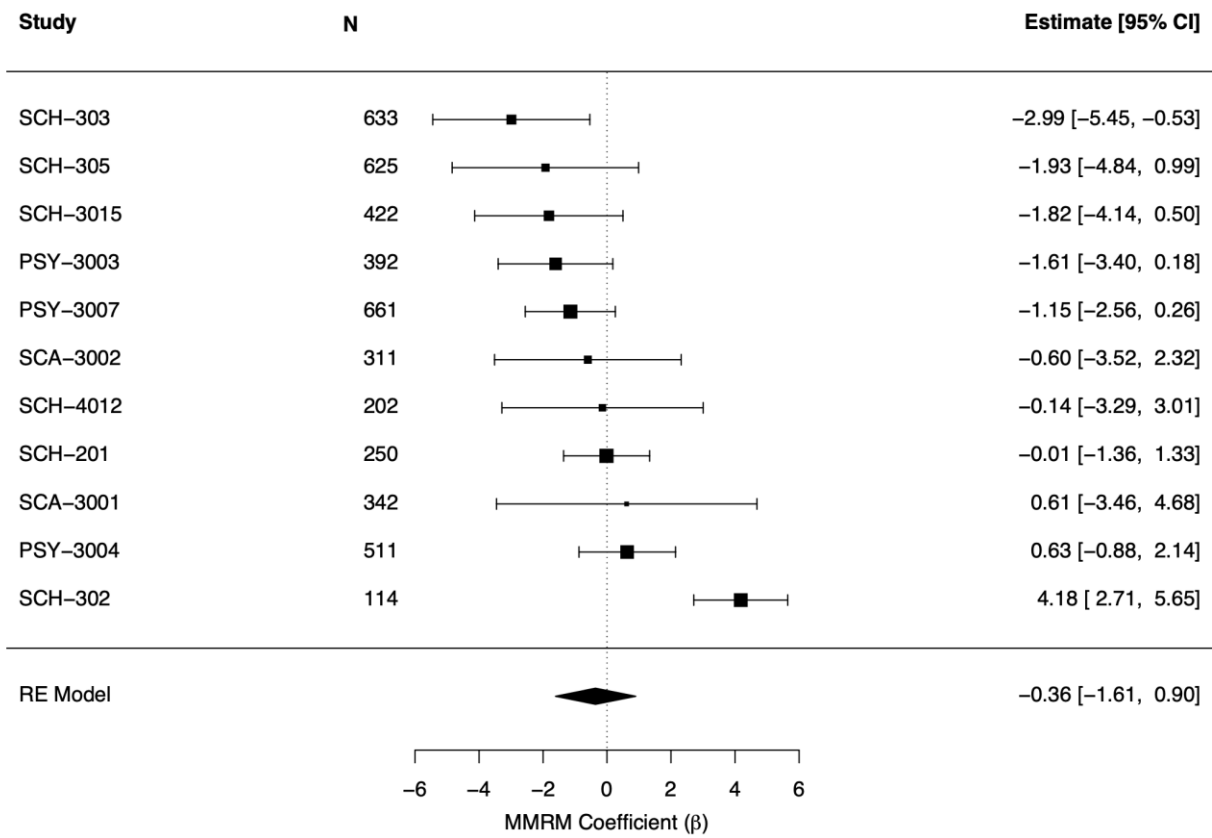 Study N Estimate [95% CI]
SCH−303 633 −2.99 [−5.45, −0.53]
SCH−305 625 −1.93 [−4.84, 0.99]
SCH−3015 422 −1.82 [−4.14, 0.50]
PSY−3003 392 −1.61 [−3.40, 0.18]
PSY−3007 661 −1.15 [−2.56, 0.26]
SCA−3002 311 −0.60 [−3.52, 2.32]
SCH−4012 202 −0.14 [−3.29, 3.01]
SCH−201 250 −0.01 [−1.36, 1.33]
SCA−3001 342 0.61 [−3.46, 4.68]
PSY−3004 511 0.63 [−0.88, 2.14]
SCH−302 114 4.18 [ 2.71, 5.65]
RE Model −0.36 [−1.61, 0.90]
−6 −4 −2 0 2 4 6
MMRM Coefficient (β)